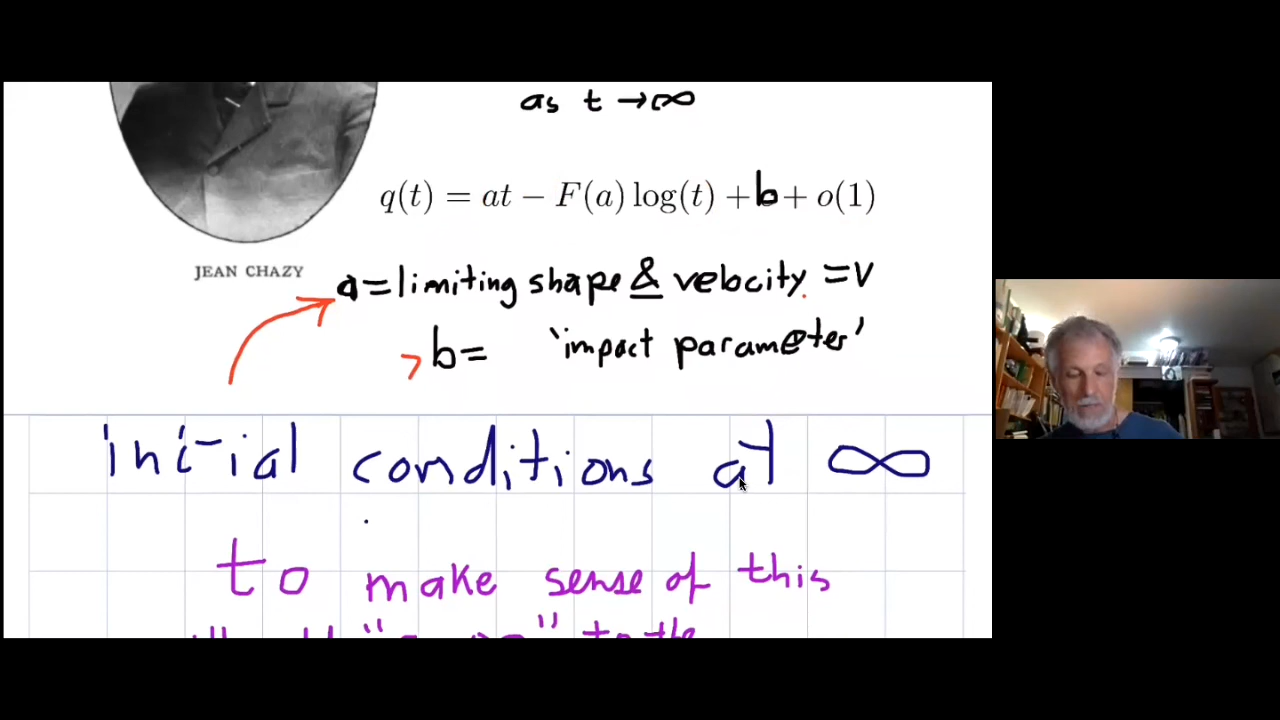 as t → ∞
q(t) = at − F(a) log(t) + b + o(1)
JEAN CHAZY
a = limiting shape & velocity. = v
b = 'impact parameter'
initial conditions at ∞
to make sense of this